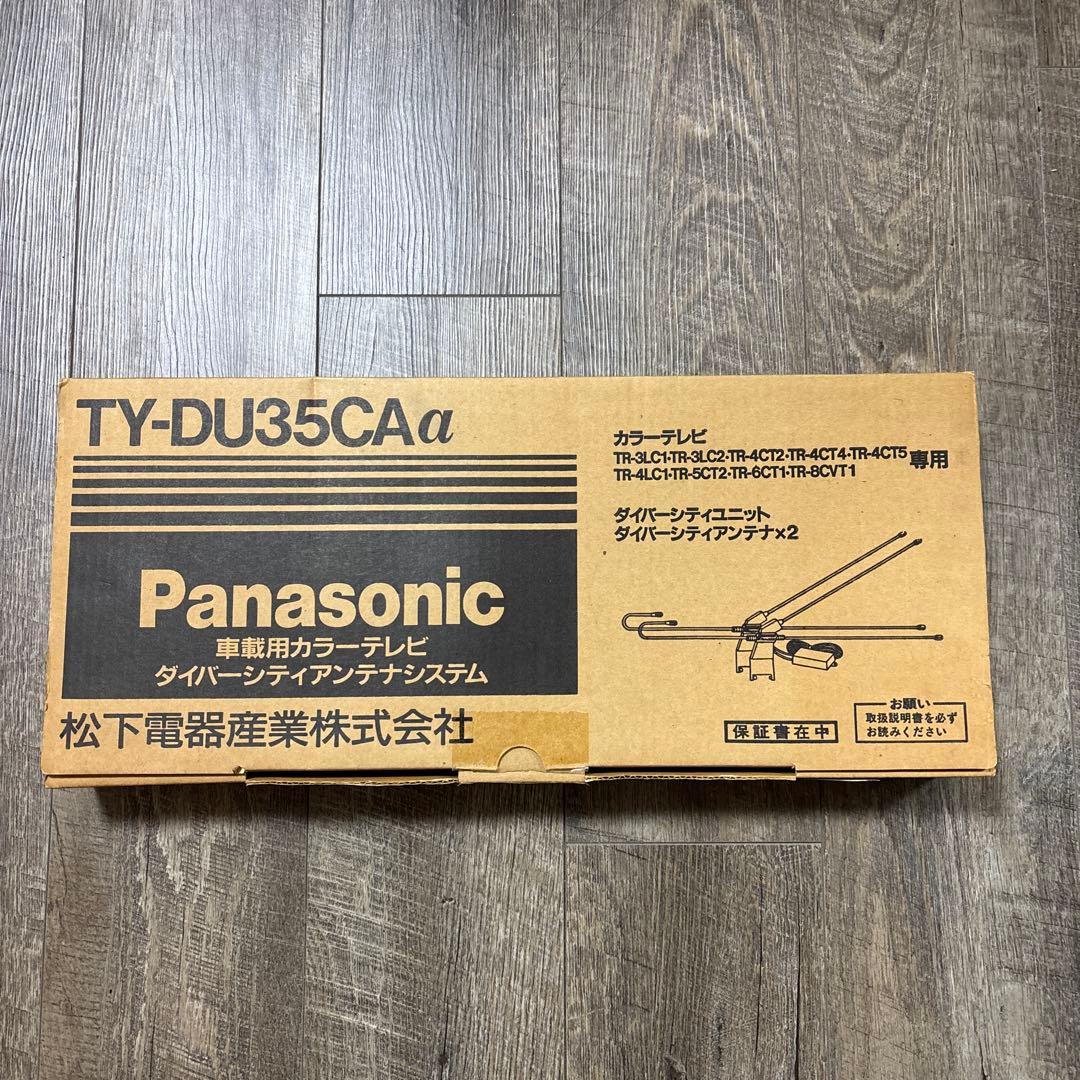 TY-DU35CAα
Panasonic
車載用カラーテレビ
ダイバーシティアンテナシステム
松下電器産業株式会社
カラーテレビ
TR-3LC1・TR-3LC2・TR-4CT2・TR-4CT4・TR-4CT5
TR-4LC1・TR-5CT2・TR-6CT1・TR-8CVT1
専用
ダイバーシティユニット
ダイバーシティアンテナ×2
保証書在中
お願い
取扱説明書を必ず
お読みください